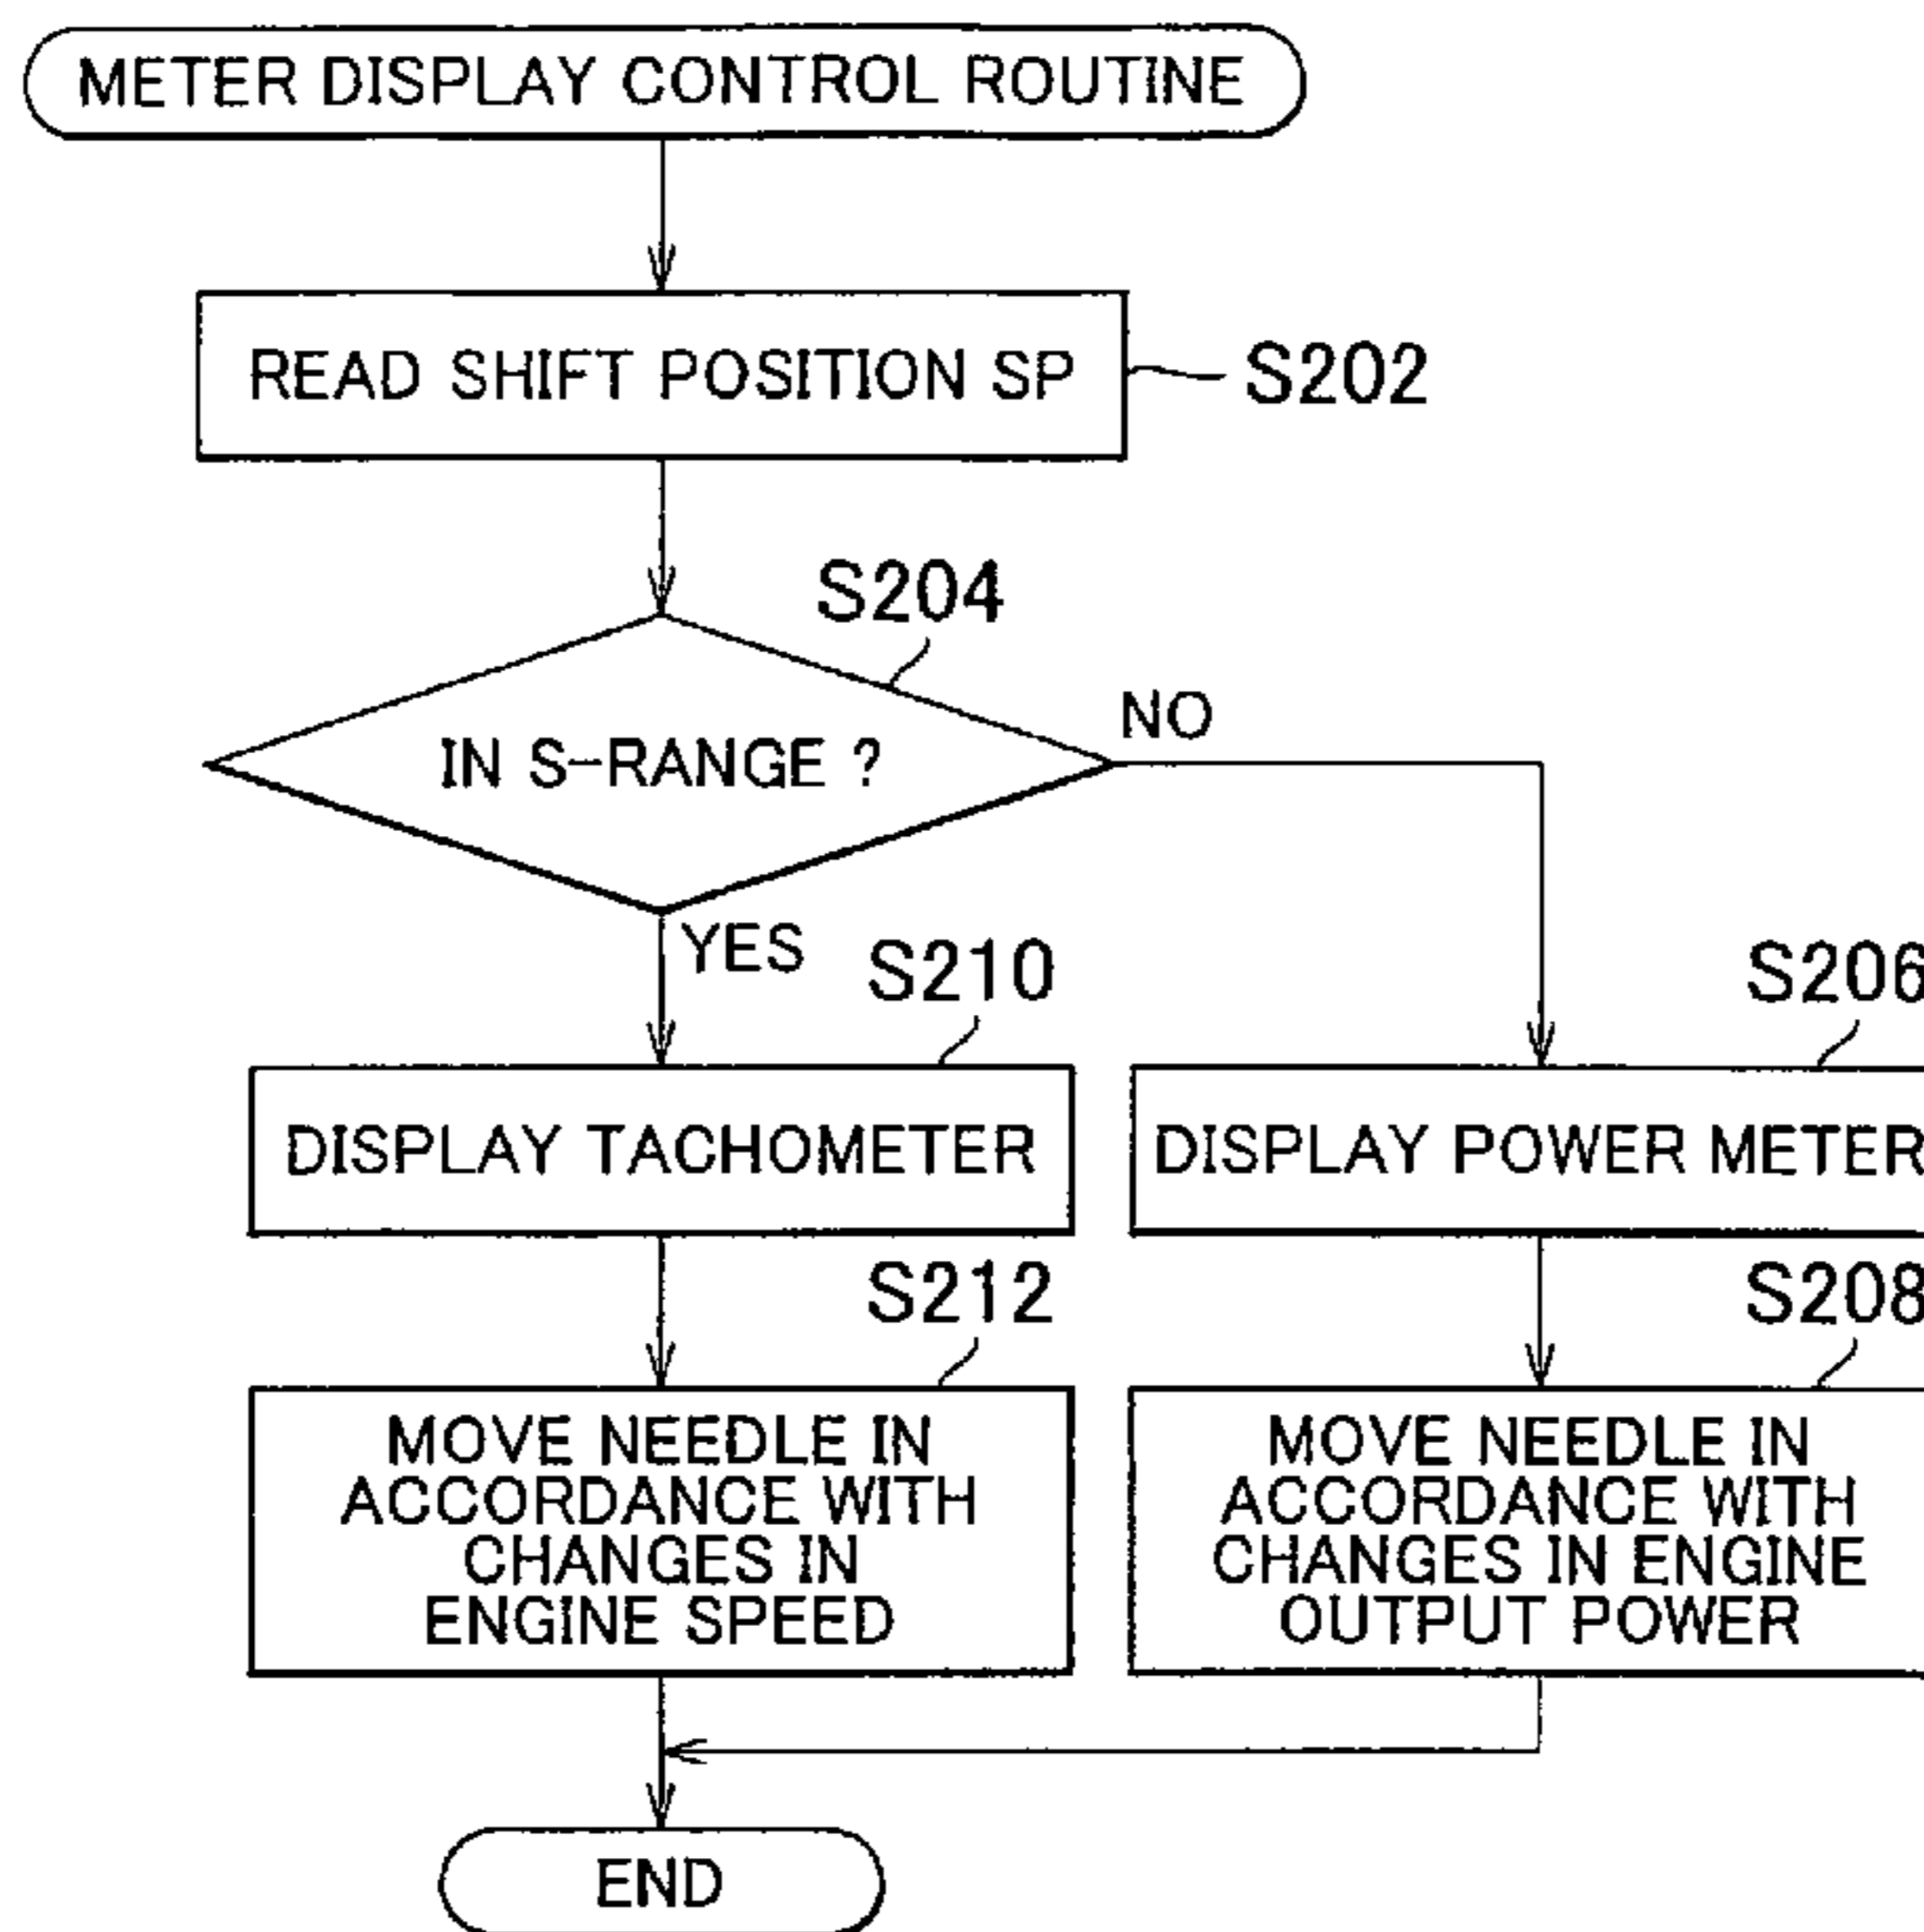 METER DISPLAY CONTROL ROUTINE
READ SHIFT POSITION SP
S202
S204
IN S-RANGE ?
NO
YES
S210
S206
DISPLAY TACHOMETER
DISPLAY POWER METER
S212
S208
MOVE NEEDLE IN
ACCORDANCE WITH
CHANGES IN
ENGINE SPEED
MOVE NEEDLE IN
ACCORDANCE WITH
CHANGES IN ENGINE
OUTPUT POWER
END